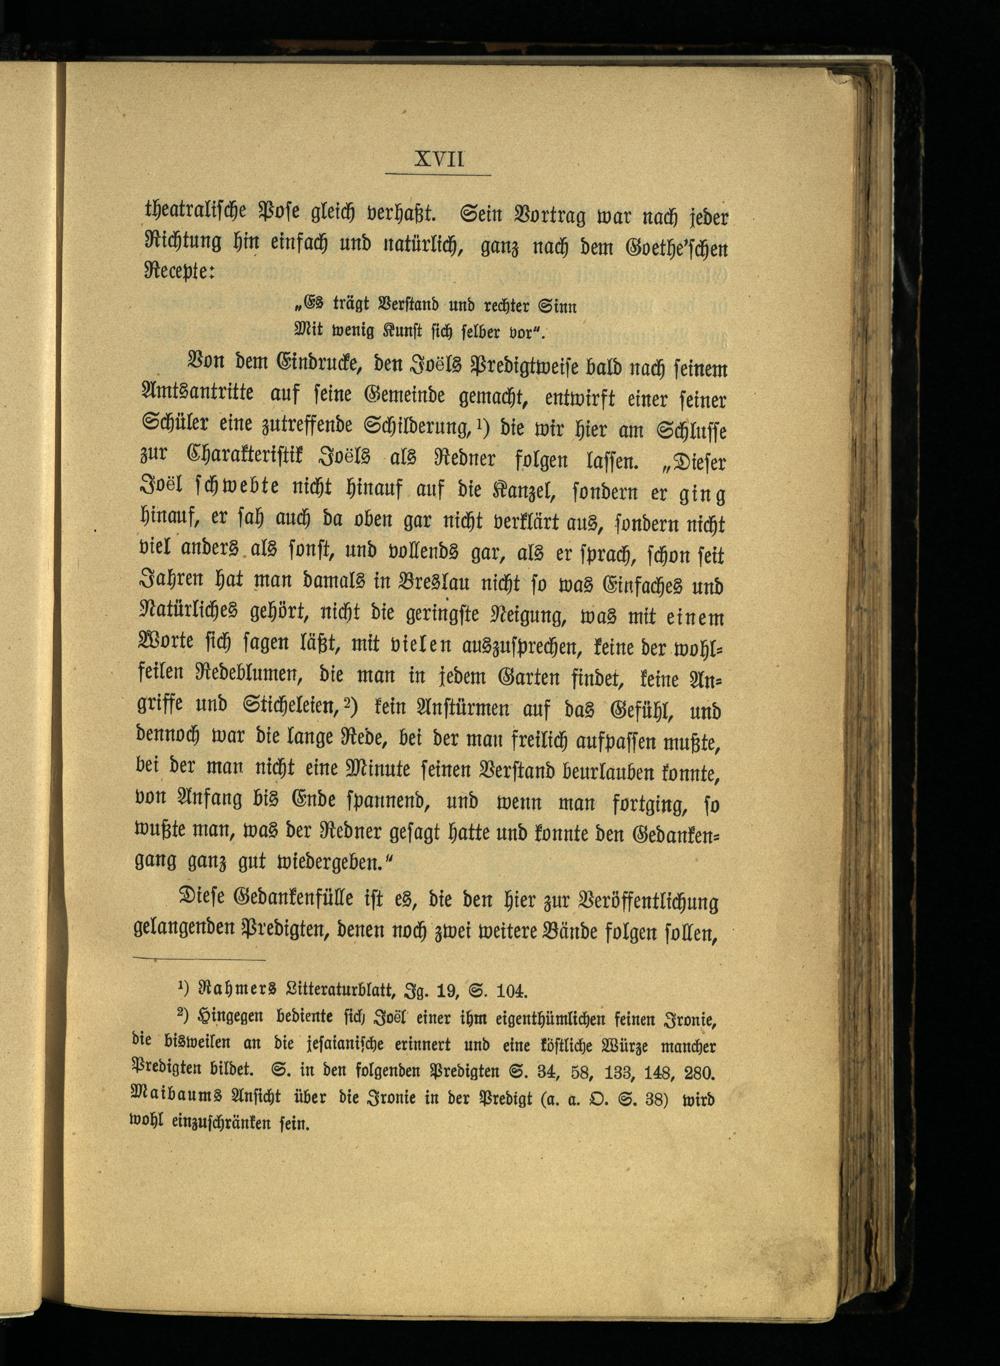 XVII
theatralische Pose gleich verhaßt. Sein Vortrag war nach jeder
Richtung hin einfach und natürlich, ganz nach dem Goethe'schen
Recepte:
„Es trägt Verstand und rechter Sinn
Mit wenig Kunst sich selber vor“.
Von dem Eindrucke, den Joëls Predigtweise bald nach seinem
Amtsantritte auf seine Gemeinde gemacht, entwirft einer seiner
Schüler eine zutreffende Schilderung,¹) die wir hier am Schlusse
zur Charakteristik Joëls als Redner folgen lassen. „Dieser
Joël schwebte nicht hinauf auf die Kanzel, sondern er ging
hinauf, er sah auch da oben gar nicht verklärt aus, sondern nicht
viel anders als sonst, und vollends gar, als er sprach, schon seit
Jahren hat man damals in Breslau nicht so was Einfaches und
Natürliches gehört, nicht die geringste Neigung, was mit einem
Worte sich sagen läßt, mit vielen auszusprechen, keine der wohl-
feilen Redeblumen, die man in jedem Garten findet, keine An-
griffe und Sticheleien,²) kein Anstürmen auf das Gefühl, und
dennoch war die lange Rede, bei der man freilich aufpassen mußte,
bei der man nicht eine Minute seinen Verstand beurlauben konnte,
von Anfang bis Ende spannend, und wenn man fortging, so
wußte man, was der Redner gesagt hatte und konnte den Gedanken-
gang ganz gut wiedergeben.“
Diese Gedankenfülle ist es, die den hier zur Veröffentlichung
gelangenden Predigten, denen noch zwei weitere Bände folgen sollen,
¹) Rahmers Litteraturblatt, Jg. 19, S. 104.
²) Hingegen bediente sich Joël einer ihm eigenthümlichen feinen Ironie,
die bisweilen an die jesaianische erinnert und eine köstliche Würze mancher
Predigten bildet. S. in den folgenden Predigten S. 34, 58, 133, 148, 280.
Maibaums Ansicht über die Ironie in der Predigt (a. a. O. S. 38) wird
wohl einzuschränken sein.